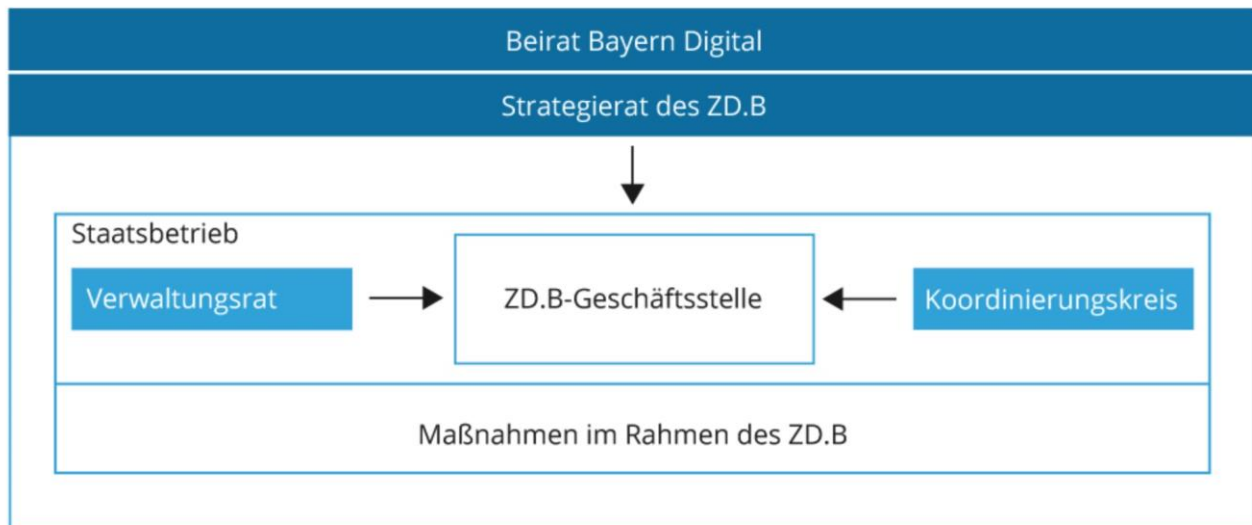 Beirat Bayern Digital
Strategierat des ZD.B
Staatsbetrieb
Verwaltungsrat
ZD.B-Geschäftsstelle
Koordinierungskreis
Maßnahmen im Rahmen des ZD.B